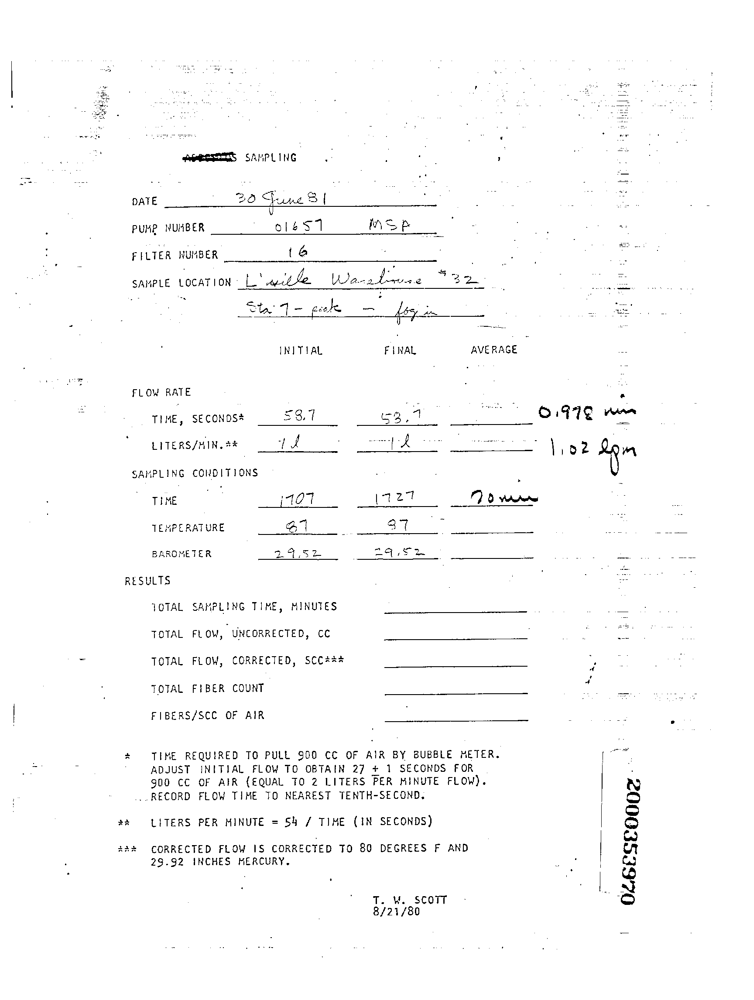 SAMPLING
DATE 30 June 81
PUMP NUMBER 01657 MSA
FILTER NUMBER 16
SAMPLE LOCATION L'ville Warehouse #32
Sta 7 - peak - fog in
INITIAL FINAL AVERAGE
FLOW RATE
TIME, SECONDS* 58.7 58.7 0.978 min
LITERS/MIN.** 1 l 1 l 1.02 lpm
SAMPLING CONDITIONS
TIME 1707 1727 20 min
TEMPERATURE 87 87
BAROMETER 29.52 29.52
RESULTS
TOTAL SAMPLING TIME, MINUTES
TOTAL FLOW, UNCORRECTED, CC
TOTAL FLOW, CORRECTED, SCC***
TOTAL FIBER COUNT
FIBERS/SCC OF AIR
* TIME REQUIRED TO PULL 900 CC OF AIR BY BUBBLE METER.
ADJUST INITIAL FLOW TO OBTAIN 27 + 1 SECONDS FOR
900 CC OF AIR (EQUAL TO 2 LITERS PER MINUTE FLOW).
RECORD FLOW TIME TO NEAREST TENTH-SECOND.
** LITERS PER MINUTE = 54 / TIME (IN SECONDS)
*** CORRECTED FLOW IS CORRECTED TO 80 DEGREES F AND
29.92 INCHES MERCURY.
T. W. SCOTT
8/21/80
2000353970